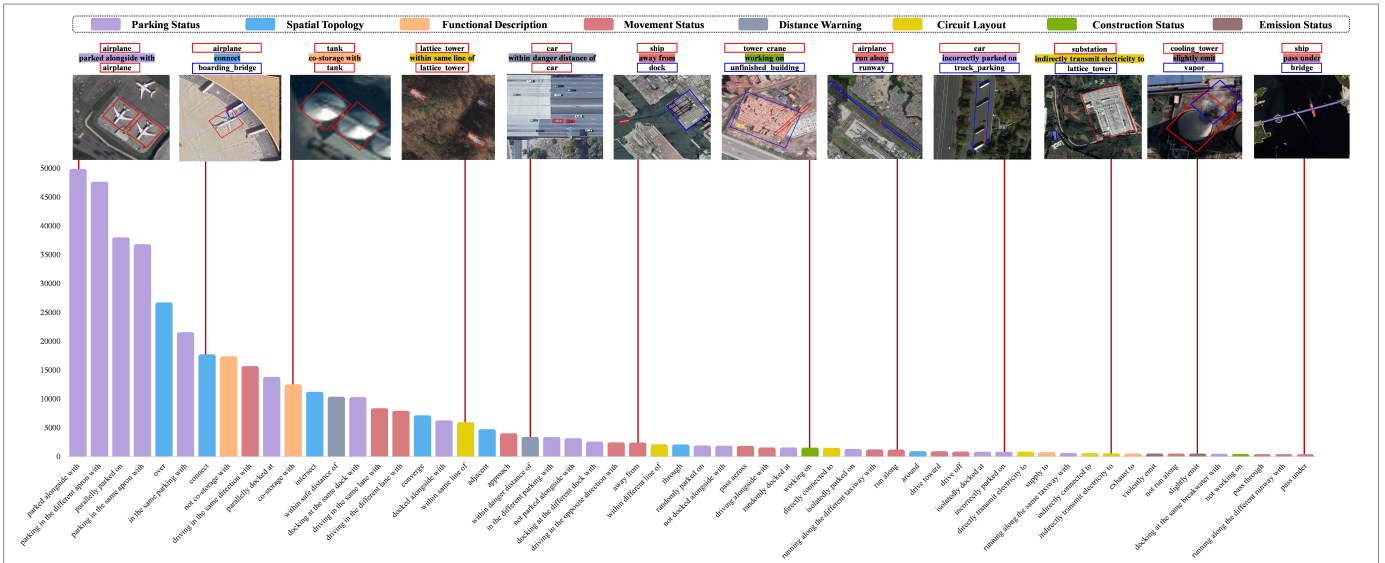 Parking Status
Spatial Topology
Functional Description
Movement Status
Distance Warning
Circuit Layout
Construction Status
Emission Status
airplane
parked alongside with
airplane
airplane
connect
boarding_bridge
tank
co-storage with
tank
lattice_tower
within same line of
lattice_tower
car
within danger distance of
car
ship
away from
dock
tower_crane
working on
unfinished_building
airplane
run along
runway
car
incorrectly parked on
truck_parking
substation
indirectly transmit electricity to
lattice_tower
cooling_tower
slightly emit
vapor
ship
pass under
bridge
50000
45000
40000
35000
30000
25000
20000
15000
10000
5000
0
parked alongside with
parking in the different apron with
parallelly parked on
parking in the same apron with
over
in the same parking with
connect
not co-storage with
driving in the same direction with
parallelly docked at
co-storage with
intersect
within safe distance of
docking at the same dock with
driving in the same lane with
driving in the different lane with
converge
docked alongside with
within same line of
adjacent
approach
within danger distance of
in the different parking with
not parked alongside with
docking at the different dock with
driving in the opposite direction with
away from
within different line of
through
randomly parked on
not docked alongside with
pass across
driving alongside with
randomly docked at
working on
directly connected to
isolatedly parked on
running along the different taxiway with
run along
around
drive toward
drive off
isolatedly docked at
incorrectly parked on
directly transmit electricity to
supply to
running along the same taxiway with
indirectly connected to
indirectly transmit electricity to
exhaust to
violently emit
not run along
slightly emit
docking at the same breakwater with
not working on
pass through
running along the different runway with
pass under